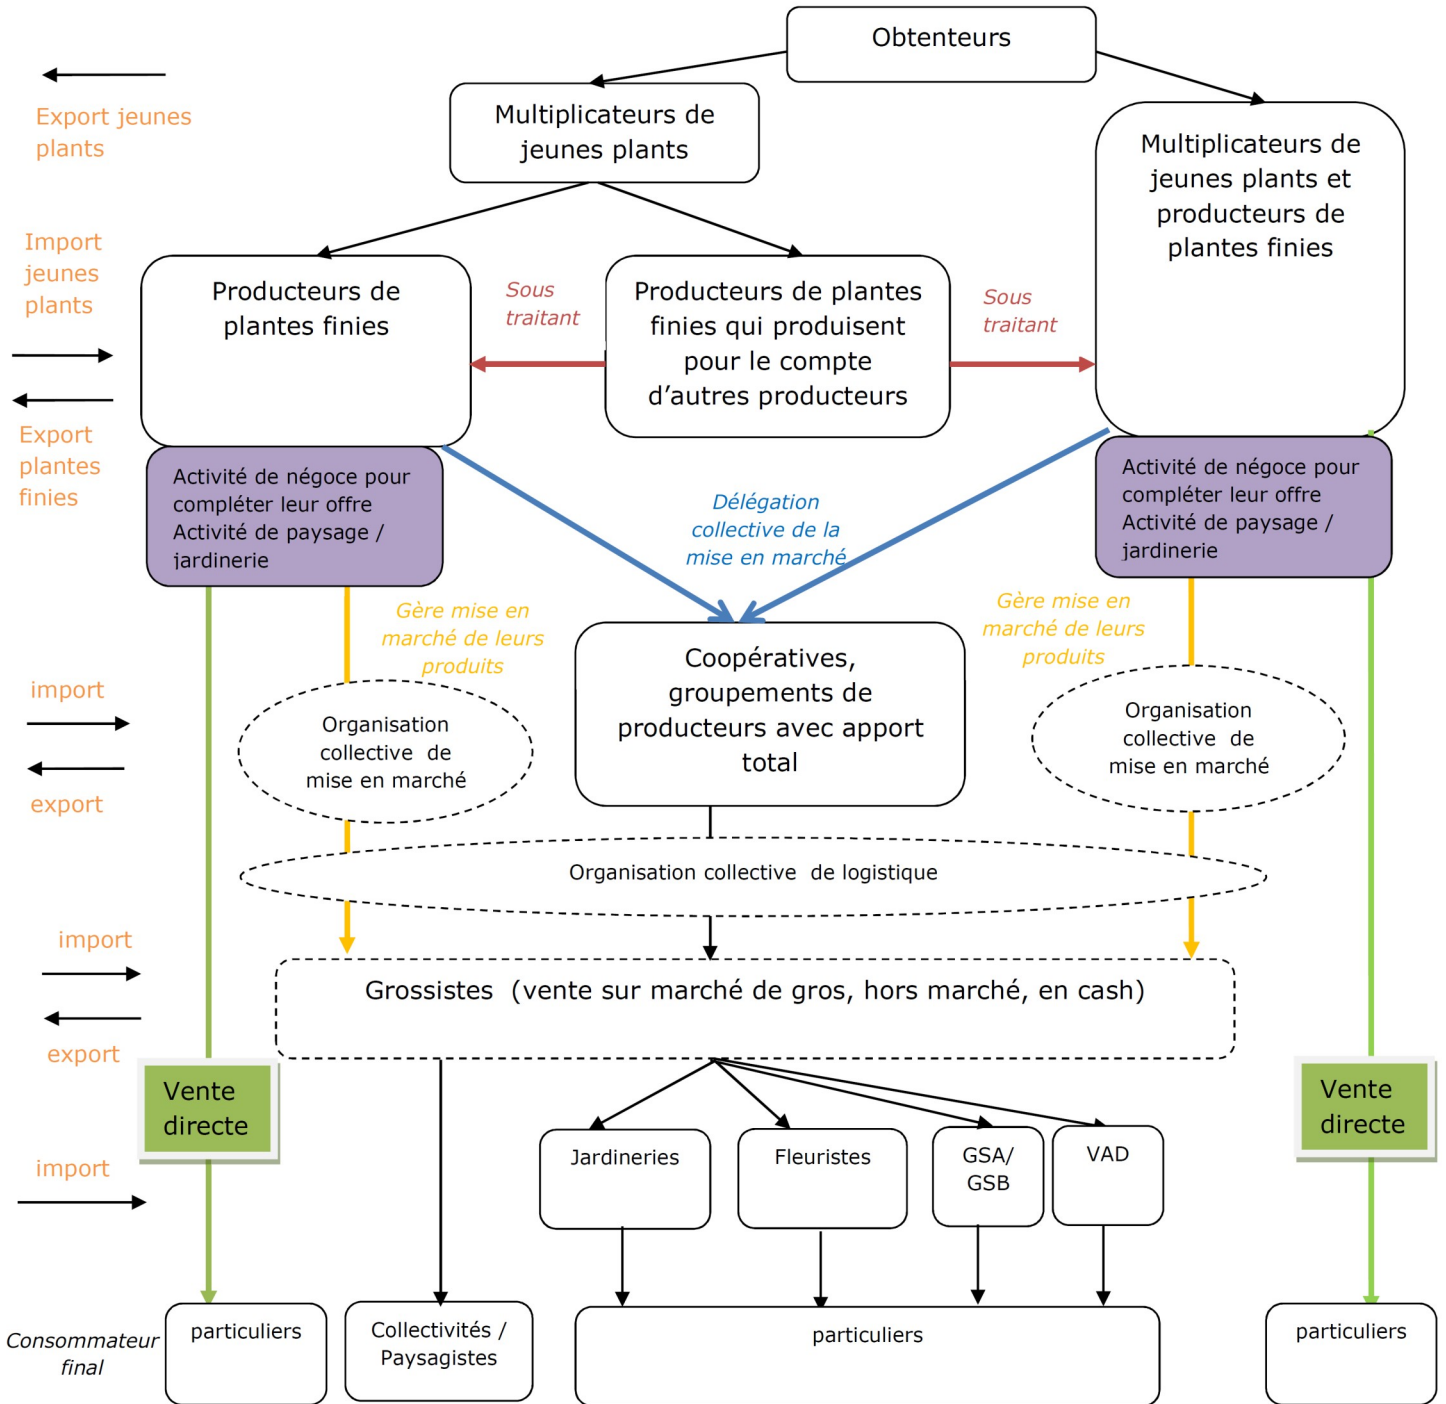 Obtenteurs
Export jeunes
plants
Multiplicateurs de
jeunes plants
Multiplicateurs de
jeunes plants et
producteurs de
plantes finies
Import
jeunes
plants
Producteurs de
plantes finies
Sous
traitant
Producteurs de plantes
finies qui produisent
pour le compte
d’autres producteurs
Sous
traitant
Export
plantes
finies
Activité de négoce pour
compléter leur offre
Activité de paysage /
jardinerie
Délégation
collective de la
mise en marché
Activité de négoce pour
compléter leur offre
Activité de paysage /
jardinerie
Gère mise en
marché de leurs
produits
Gère mise en
marché de leurs
produits
import
export
Organisation
collective de
mise en marché
Coopératives,
groupements de
producteurs avec apport
total
Organisation
collective de
mise en marché
Organisation collective de logistique
import
export
Grossistes (vente sur marché de gros, hors marché, en cash)
Vente
directe
Vente
directe
import
Jardineries
Fleuristes
GSA/
GSB
VAD
Consommateur
final
particuliers
Collectivités /
Paysagistes
particuliers
particuliers